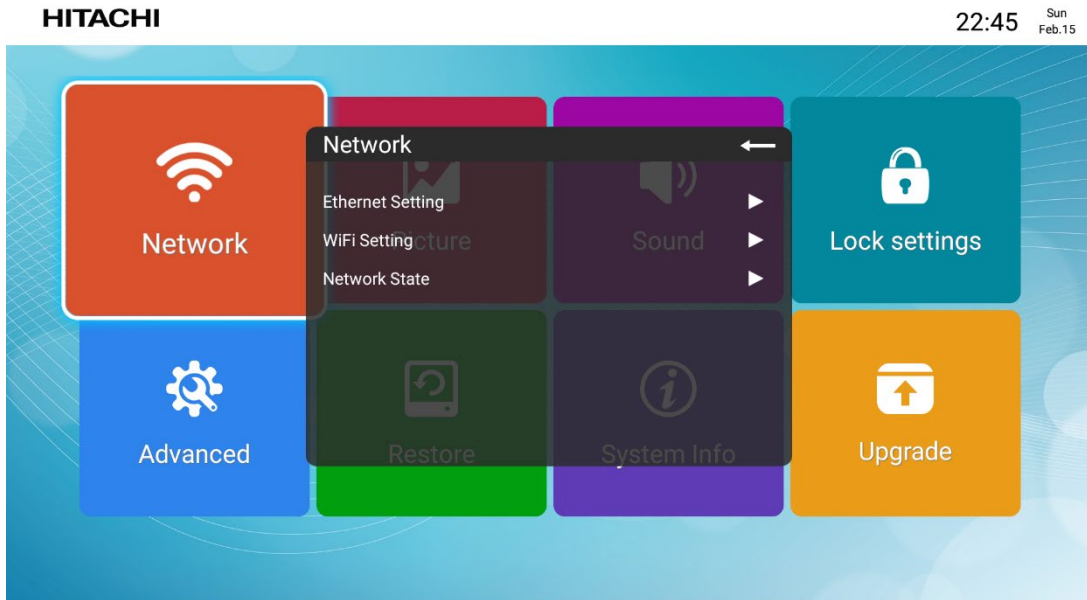 HITACHI
22:45
Sun
Feb.15
Network
Ethernet Setting
WiFi Setting
Network State
Network
Picture
Sound
Lock settings
Advanced
Restore
System Info
Upgrade